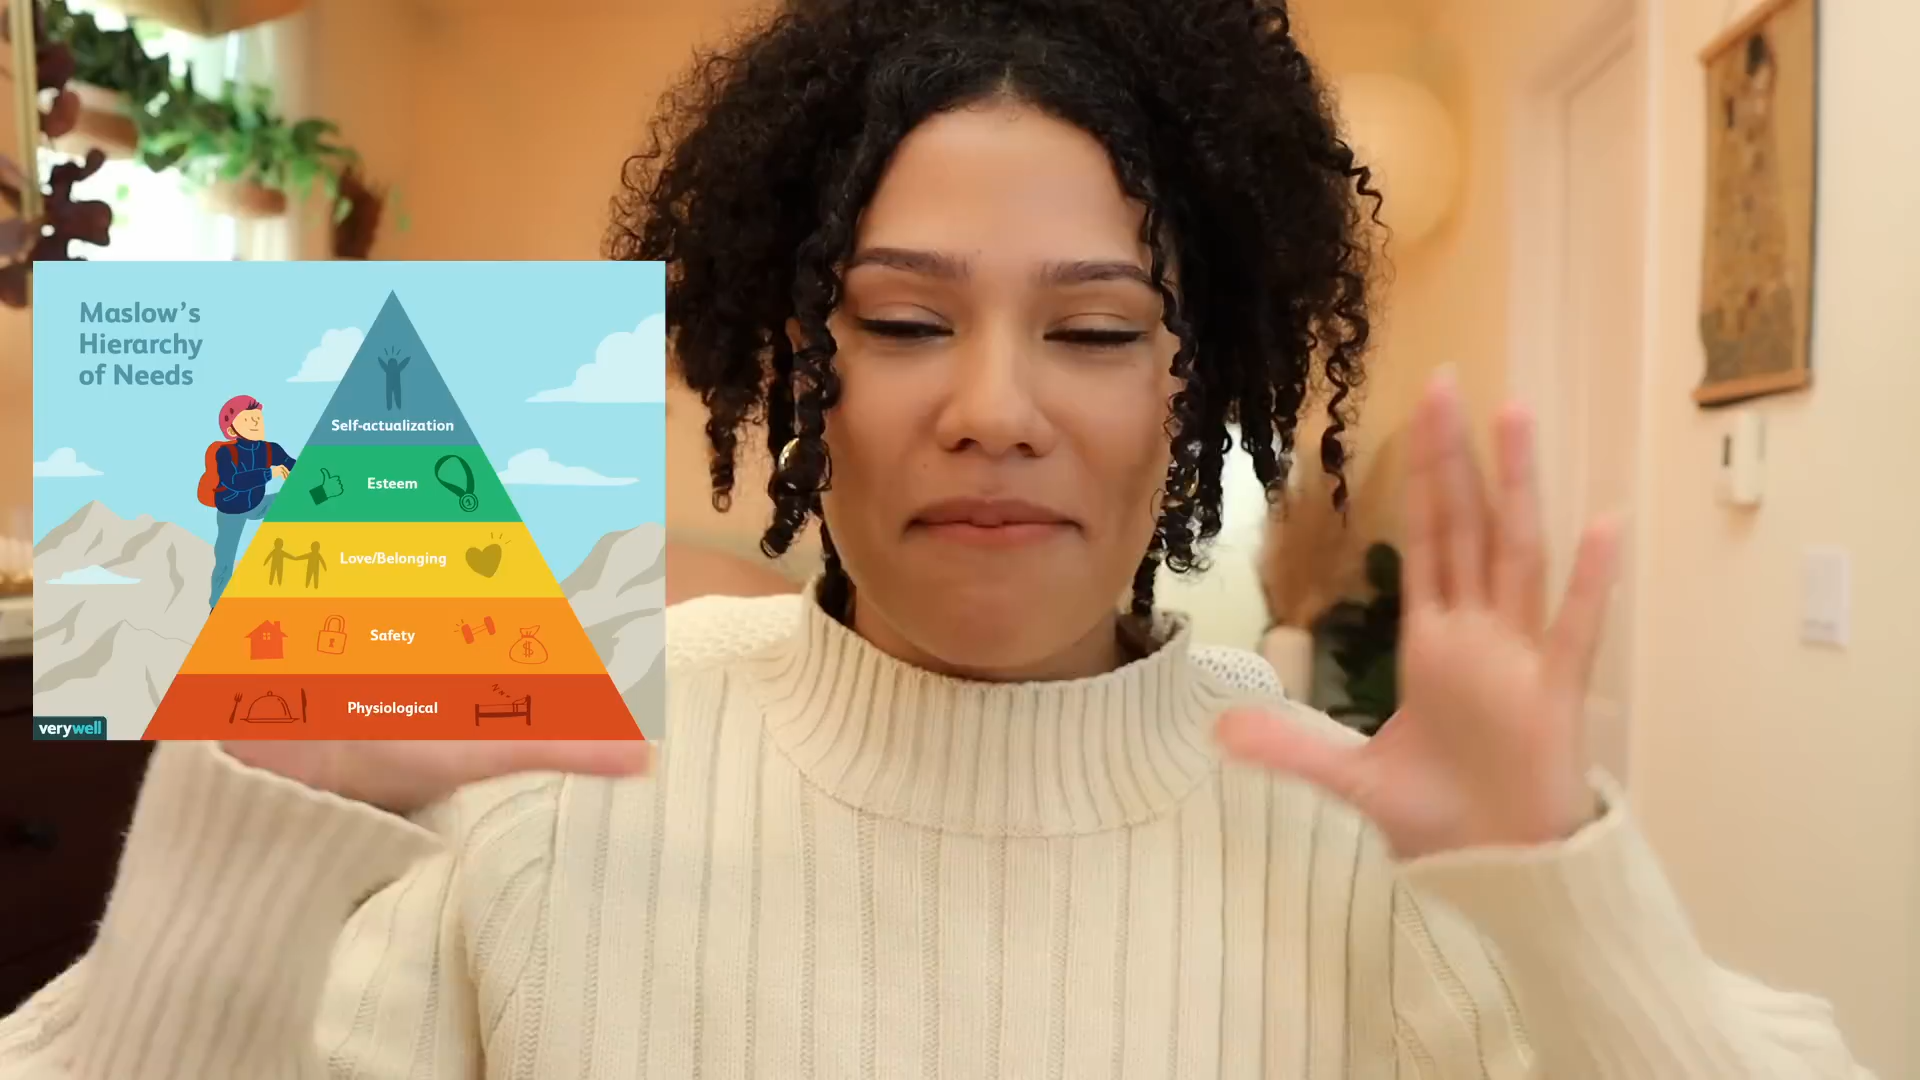 Maslow's
Hierarchy
of Needs
Self-actualization
Esteem
Love/Belonging
Safety
Physiological
verywell